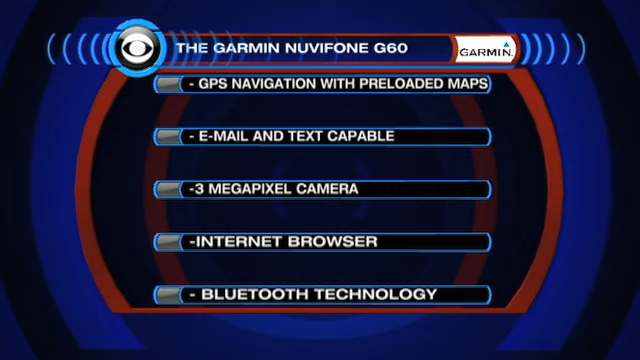 THE GARMIN NUVIFONE G60
GARMIN.
- GPS NAVIGATION WITH PRELOADED MAPS
- E-MAIL AND TEXT CAPABLE
-3 MEGAPIXEL CAMERA
-INTERNET BROWSER
- BLUETOOTH TECHNOLOGY